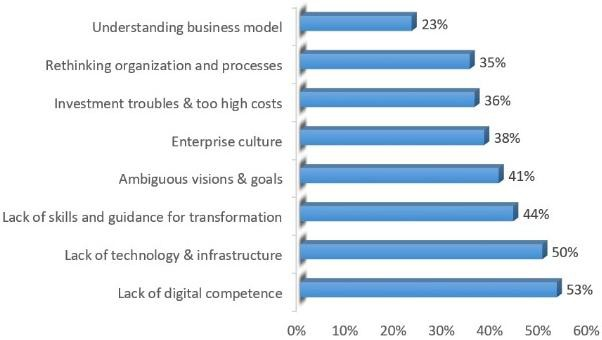 Understanding business model 23%
Rethinking organization and processes 35%
Investment troubles & too high costs 36%
Enterprise culture 38%
Ambiguous visions & goals 41%
Lack of skills and guidance for transformation 44%
Lack of technology & infrastructure 50%
Lack of digital competence 53%
0% 10% 20% 30% 40% 50% 60%